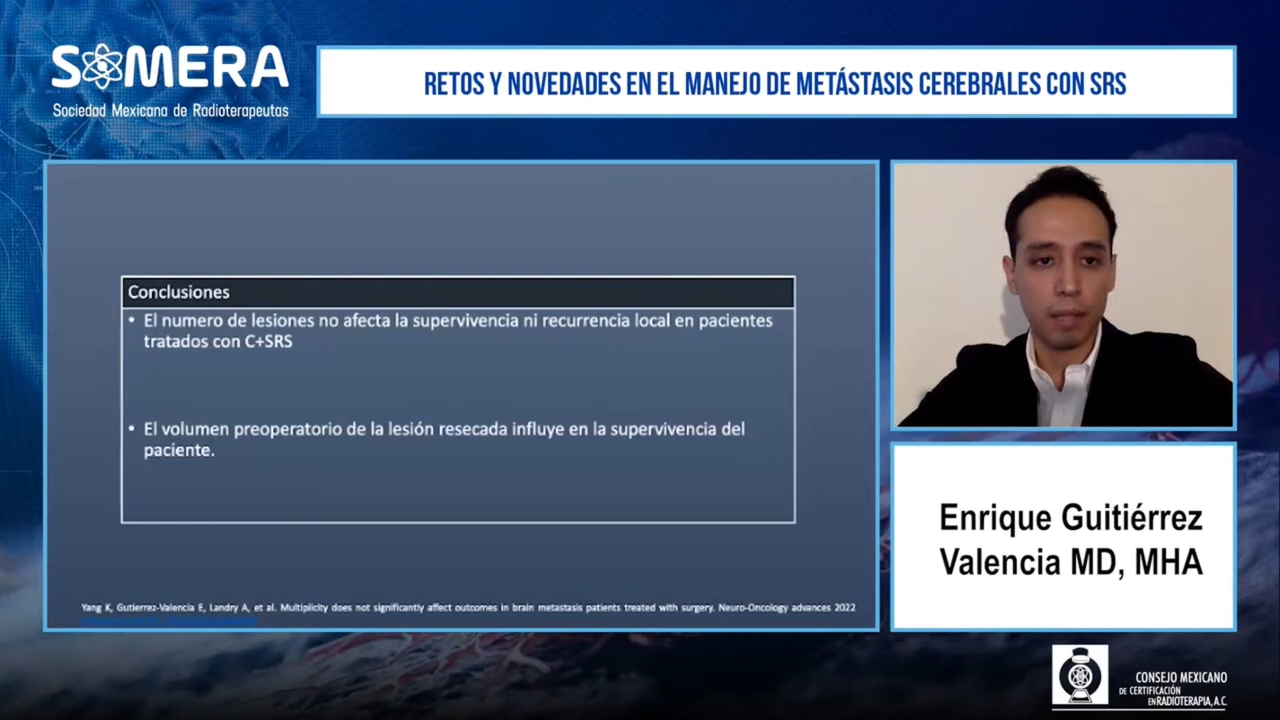 SOMERA
Sociedad Mexicana de Radioterapeutas
RETOS Y NOVEDADES EN EL MANEJO DE METÁSTASIS CEREBRALES CON SRS
Conclusiones
• El numero de lesiones no afecta la supervivencia ni recurrencia local en pacientes
tratados con C+SRS
• El volumen preoperatorio de la lesión resecada influye en la supervivencia del
paciente.
Yang K, Gutierrez-Valencia E, Landry A, et al. Multiplicity does not significantly affect outcomes in brain metastasis patients treated with surgery. Neuro-Oncology advances 2022
Enrique Guitiérrez
Valencia MD, MHA
CONSEJO MEXICANO
DE CERTIFICACIÓN
EN RADIOTERAPIA, A.C.